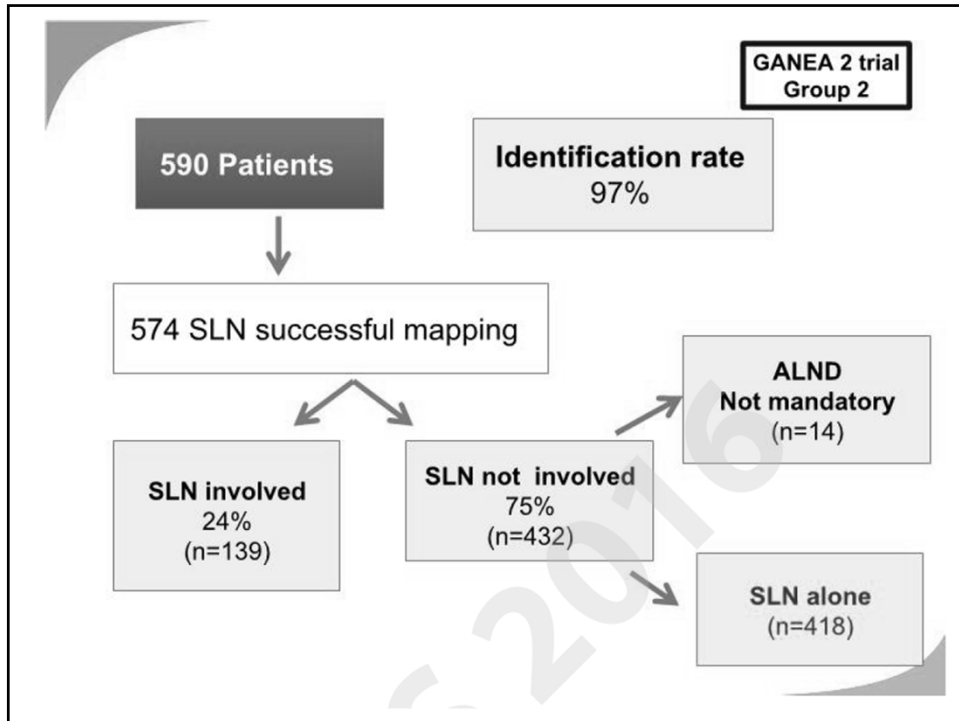 GANEA 2 trial
Group 2
590 Patients
Identification rate
97%
574 SLN successful mapping
ALND
Not mandatory
(n=14)
SLN involved
24%
(n=139)
SLN not involved
75%
(n=432)
SLN alone
(n=418)
S 2016